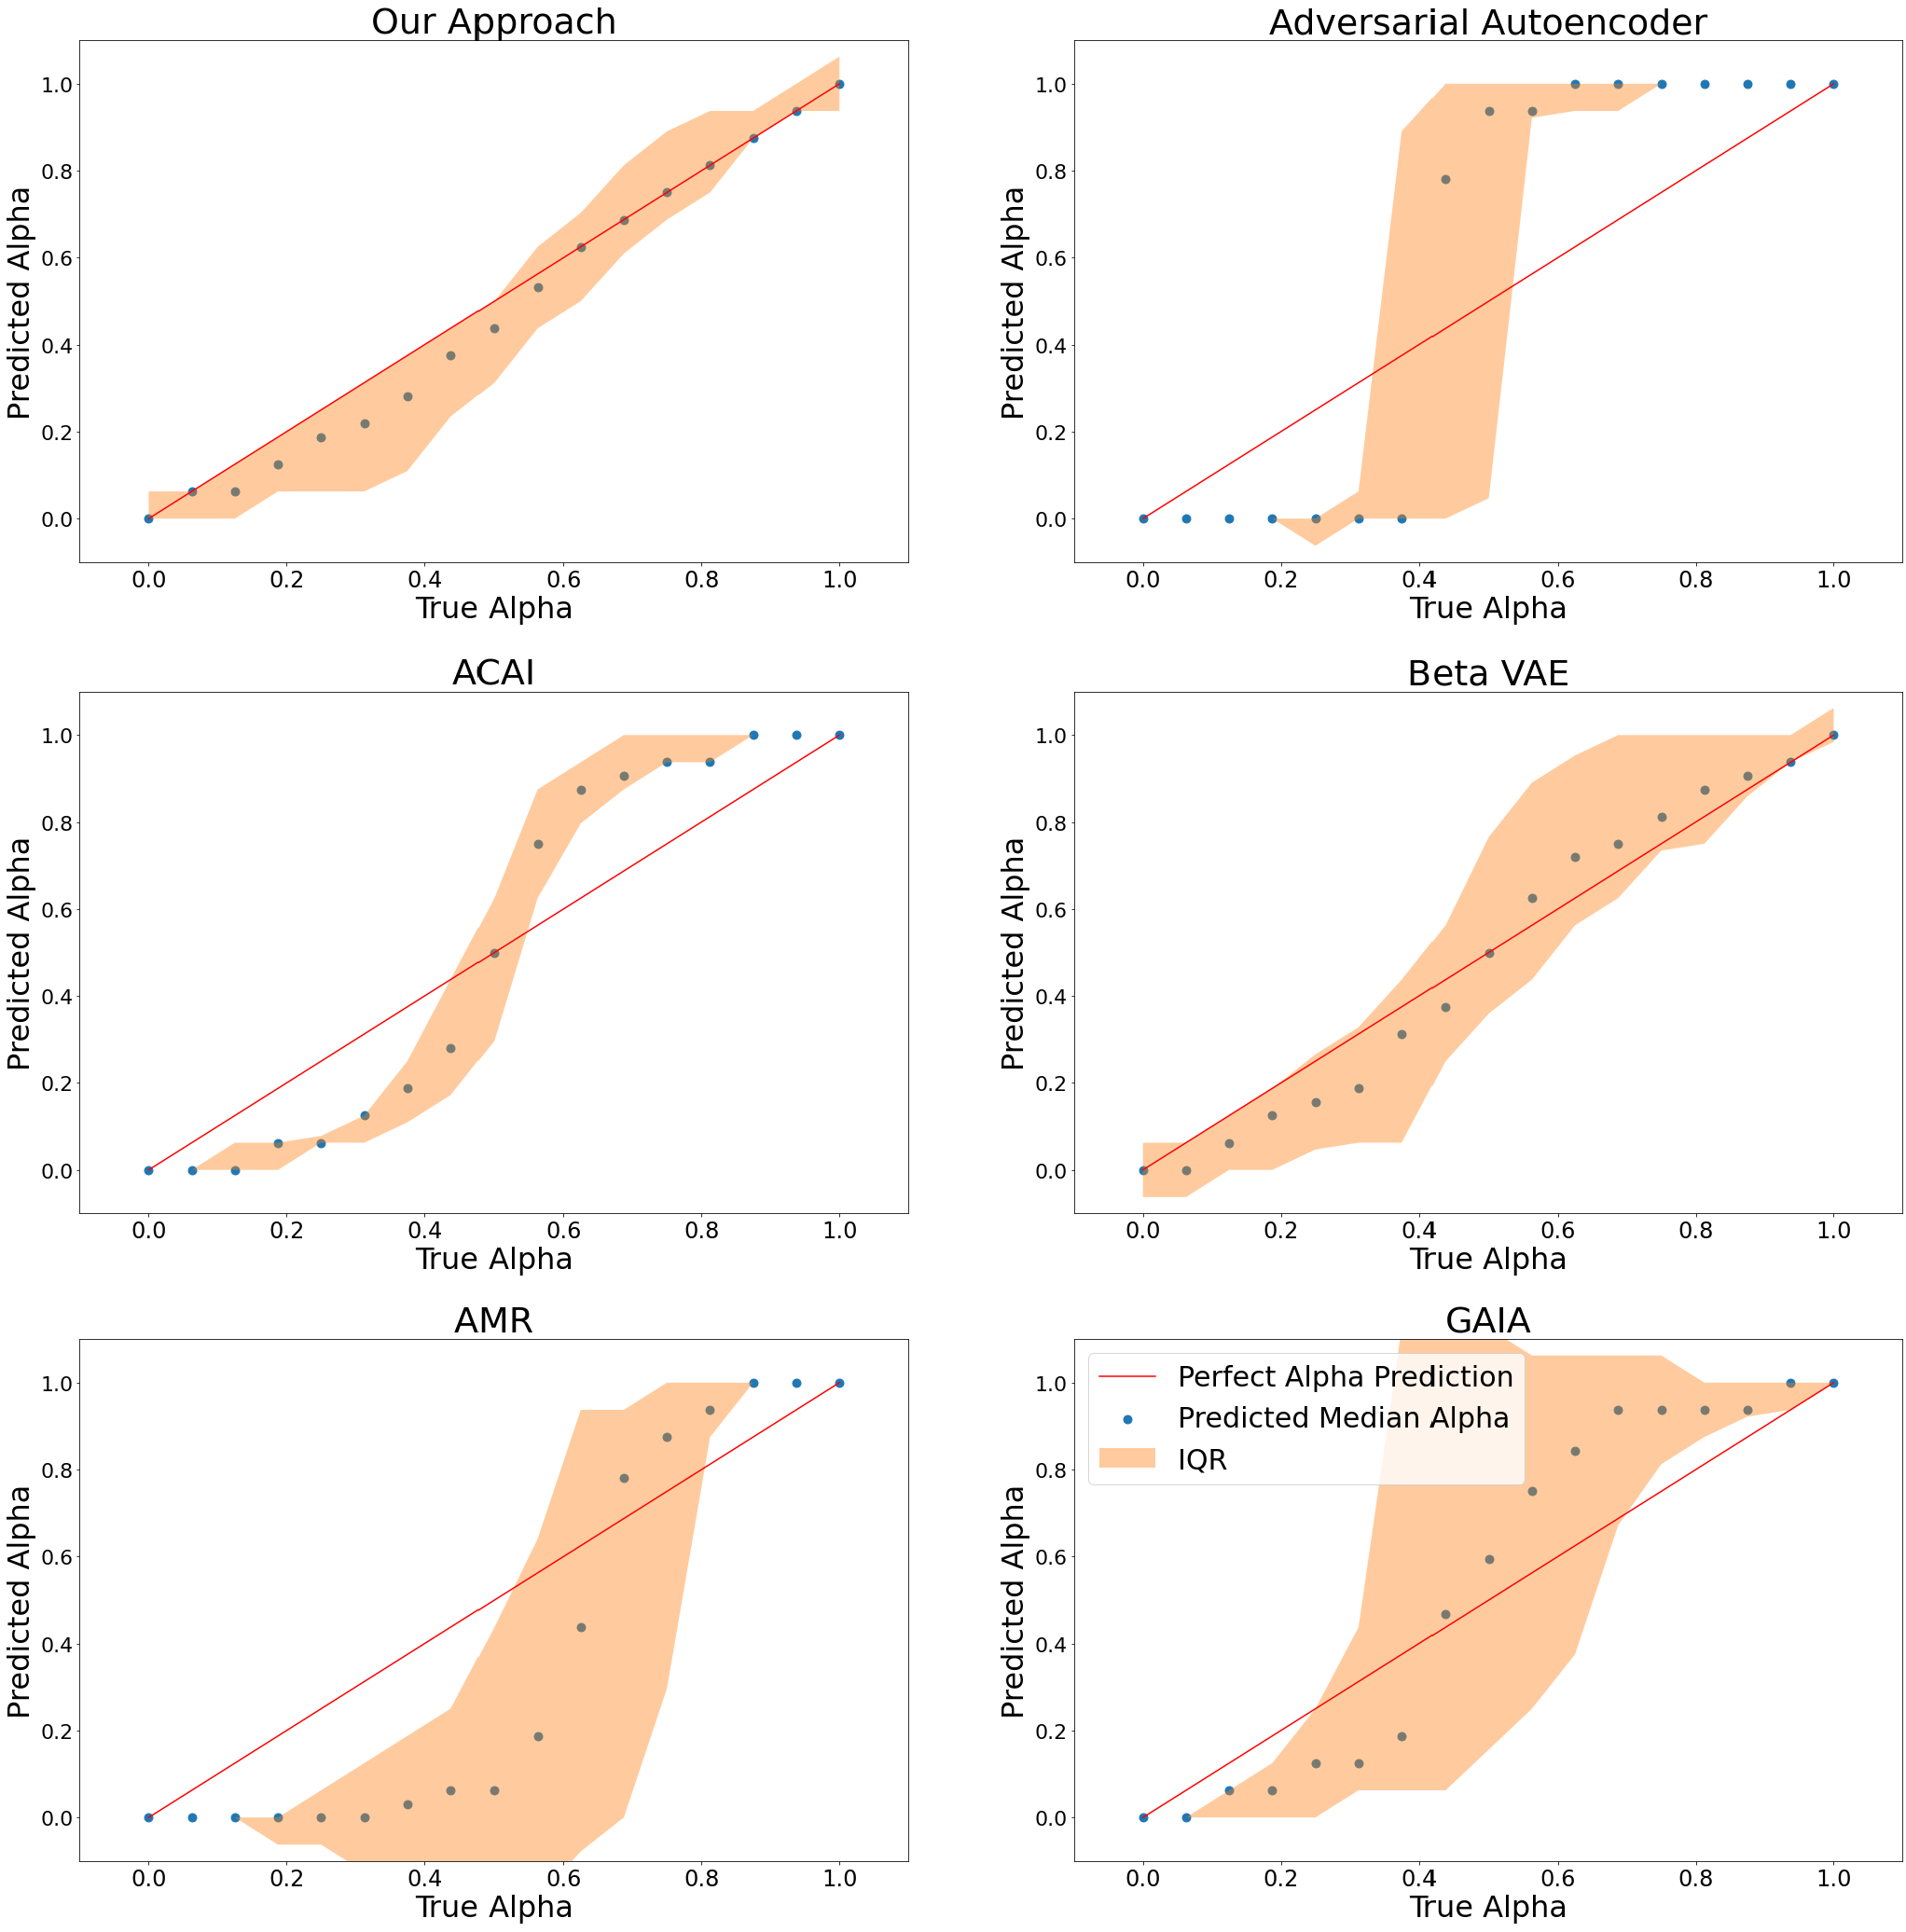 Our Approach
Predicted Alpha
1.0
0.8
0.6
0.4
0.2
0.0
0.0 0.2 0.4 0.6 0.8 1.0
True Alpha
Adversarial Autoencoder
Predicted Alpha
1.0
0.8
0.6
0.4
0.2
0.0
0.0 0.2 0.4 0.6 0.8 1.0
True Alpha
ACAI
Predicted Alpha
1.0
0.8
0.6
0.4
0.2
0.0
0.0 0.2 0.4 0.6 0.8 1.0
True Alpha
Beta VAE
Predicted Alpha
1.0
0.8
0.6
0.4
0.2
0.0
0.0 0.2 0.4 0.6 0.8 1.0
True Alpha
AMR
Predicted Alpha
1.0
0.8
0.6
0.4
0.2
0.0
0.0 0.2 0.4 0.6 0.8 1.0
True Alpha
GAIA
Perfect Alpha Prediction
Predicted Median Alpha
IQR
Predicted Alpha
1.0
0.8
0.6
0.4
0.2
0.0
0.0 0.2 0.4 0.6 0.8 1.0
True Alpha